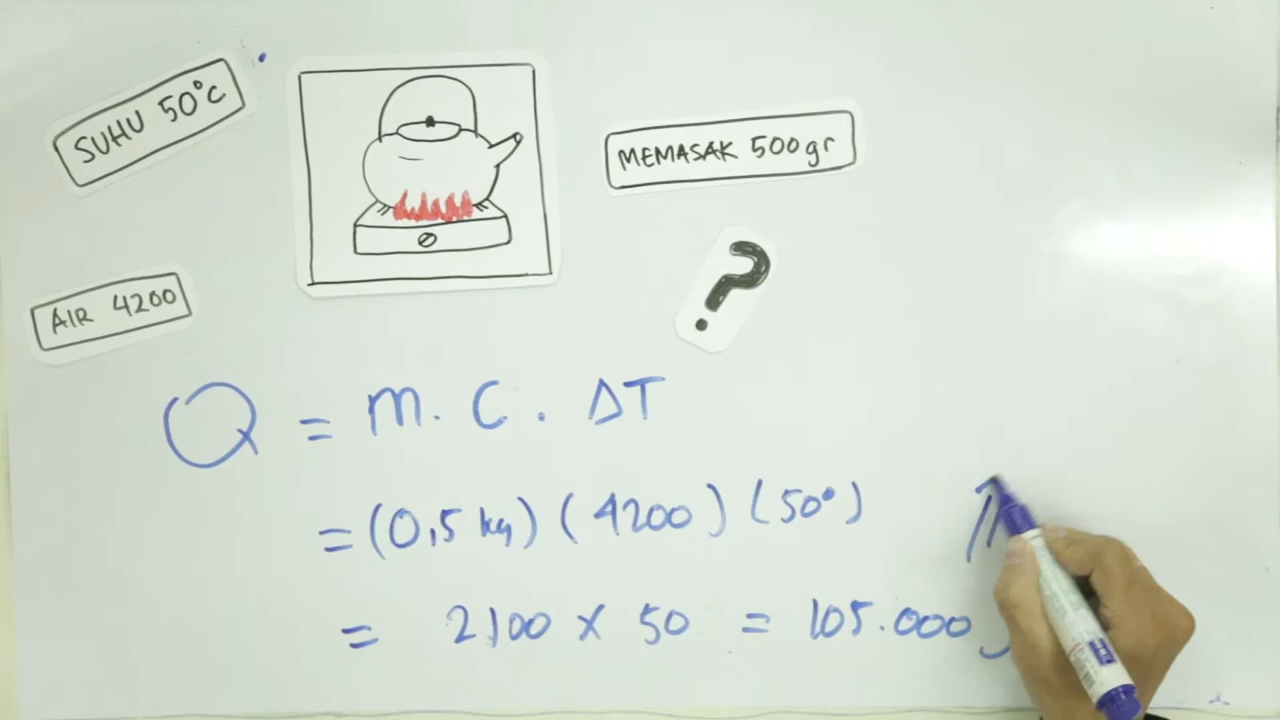 SUHU 50°C
MEMASAK 500gr
AIR 4200
?
Q = m. C. ΔT
= (0,5 kg) (4200) (50°)
= 2100 x 50 = 105.000 J